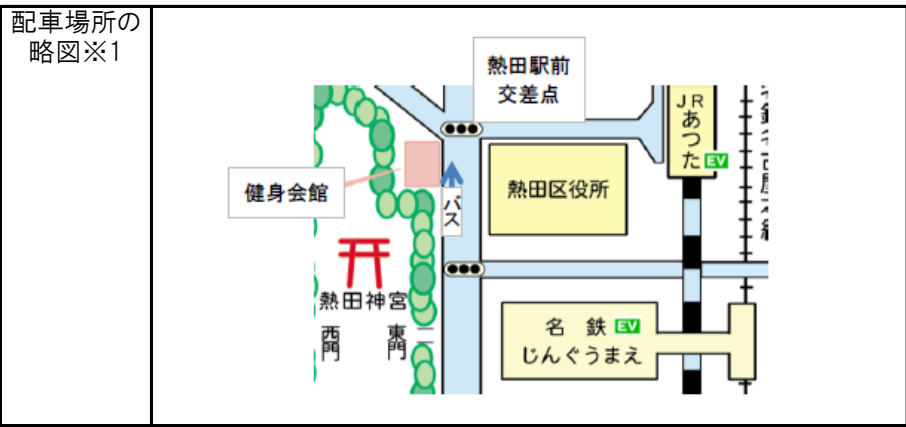 配車場所の
略図※1
熱田駅前
交差点
JR
あつた
EV
健身会館
バス
熱田区役所
熱田神宮
西門
東門
二
名 鉄 EV
じんぐうまえ